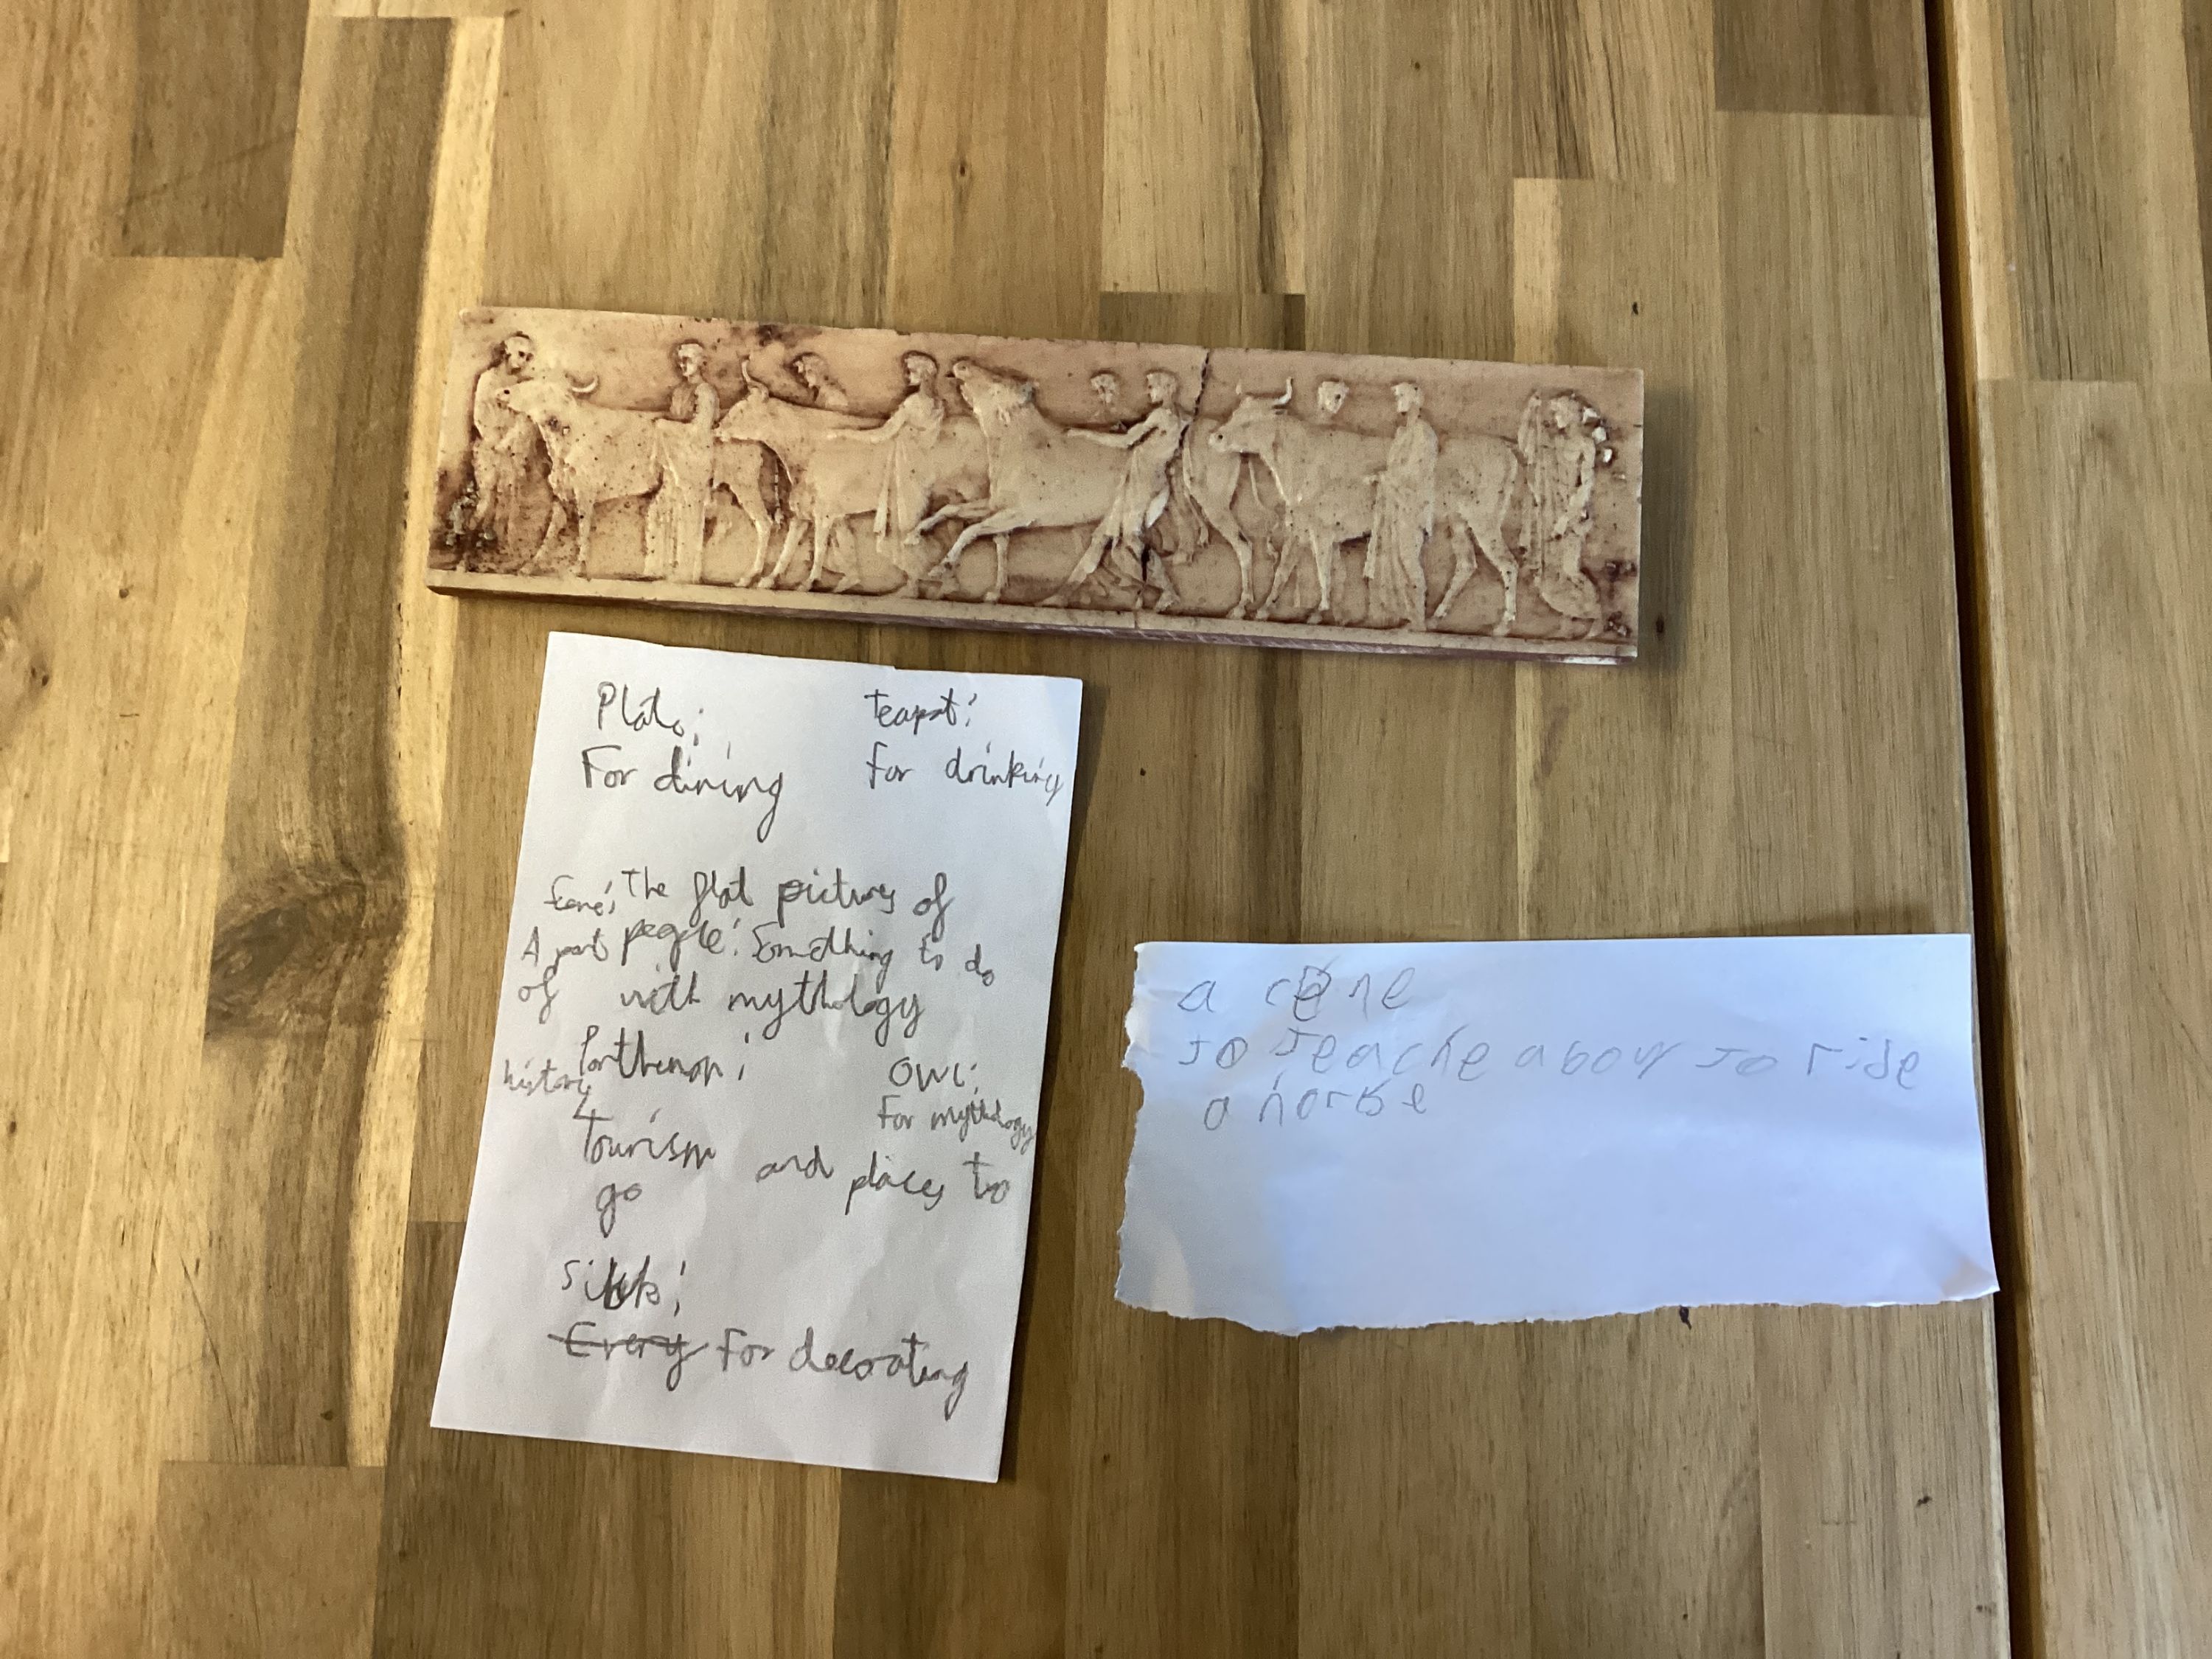 Plate:
For dining
teapot:
For drinking
Scene:
A part
of
history
The flat picture of
people: Something to do
with mythology
Parthenon:
Tourism and places to
go
Owl:
For mythology
Silk:
Every For decorating
a cone
to teache about to ride
a horse